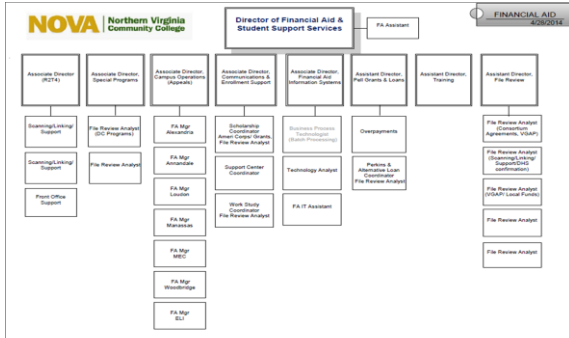 NOVA
Northern Virginia
Community College
Director of Financial Aid &
Student Support Services
FA Assistant
FINANCIAL AID
4/28/2014
Associate Director
(R2T4)
Associate Director,
Special Programs
Associate Director,
Campus Operations
(Appeals)
Associate Director,
Communications &
Enrollment Support
Associate Director,
Financial Aid
Information Systems
Assistant Director,
Pell Grants & Loans
Assistant Director,
Training
Assistant Director,
File Review
Scanning/Linking/
Support
Scanning/Linking/
Support
Front Office
Support
File Review Analyst
(DC Programs)
File Review Analyst
FA Mgr
Alexandria
FA Mgr
Annandale
FA Mgr
Loudon
FA Mgr
Manassas
FA Mgr
MEC
FA Mgr
Woodbridge
FA Mgr
ELI
Scholarship
Coordinator
Ameri Corps/ Grants,
File Review Analyst
Support Center
Coordinator
Work Study
Coordinator
File Review Analyst
Business Process
Technologist
(Batch Processing)
Technology Analyst
FA IT Assistant
Overpayments
Perkins &
Alternative Loan
Coordinator
File Review Analyst
File Review Analyst
(Consortium
Agreements, VGAP)
File Review Analyst
(Scanning/Linking/
Support/DHS
confirmation)
File Review Analyst
(VGAP/ Local Funds)
File Review Analyst
File Review Analyst